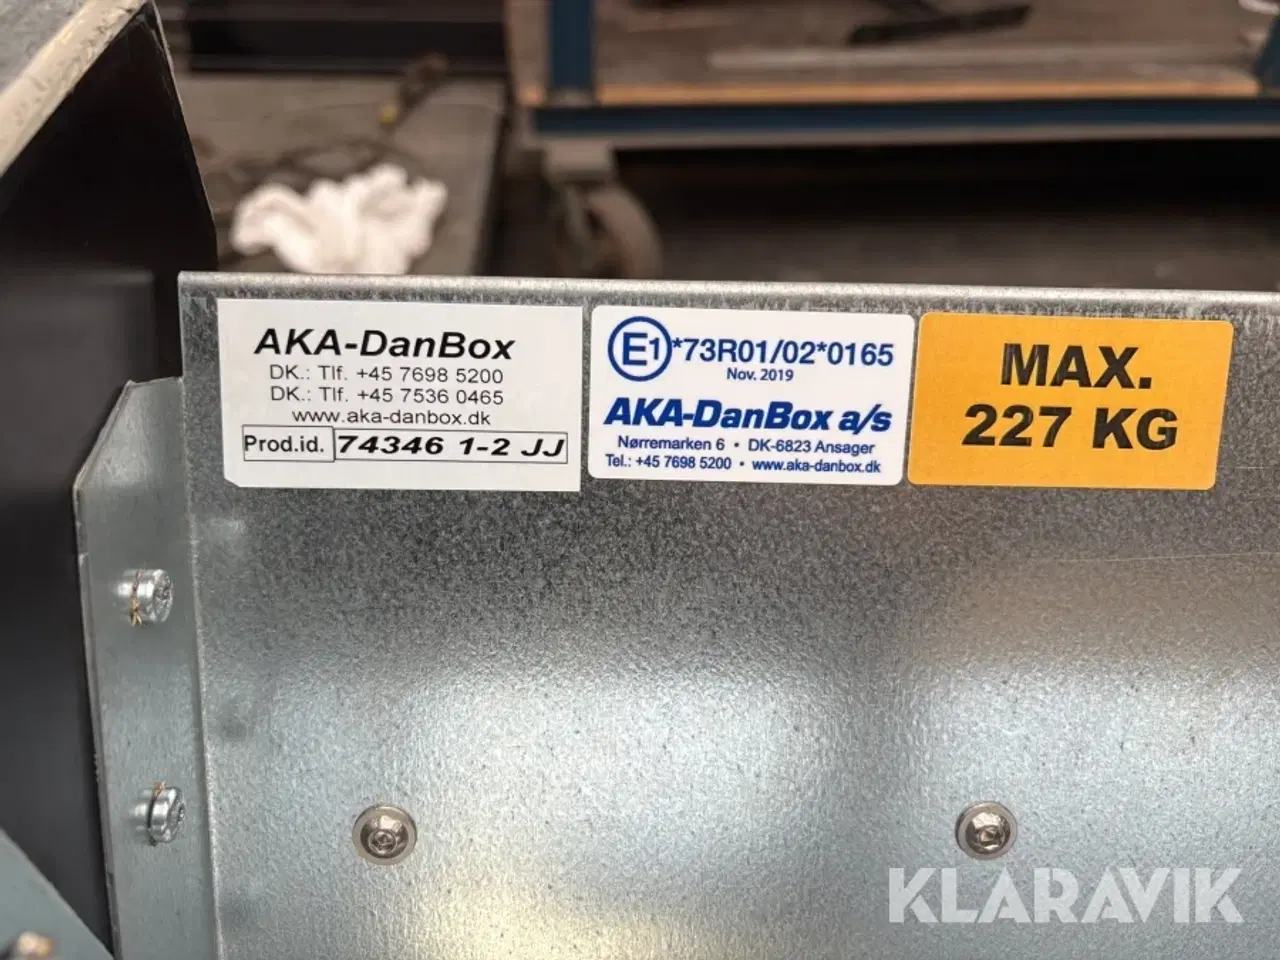 AKA-DanBox
DK.: Tlf. +45 7698 5200
DK.: Tlf. +45 7536 0465
www.aka-danbox.dk
Prod.id. 74346 1-2 JJ
E1 *73R01/02*0165
Nov. 2019
AKA-DanBox a/s
Nørremarken 6 • DK-6823 Ansager
Tel.: +45 7698 5200 • www.aka-danbox.dk
MAX.
227 KG
KLARAVIK